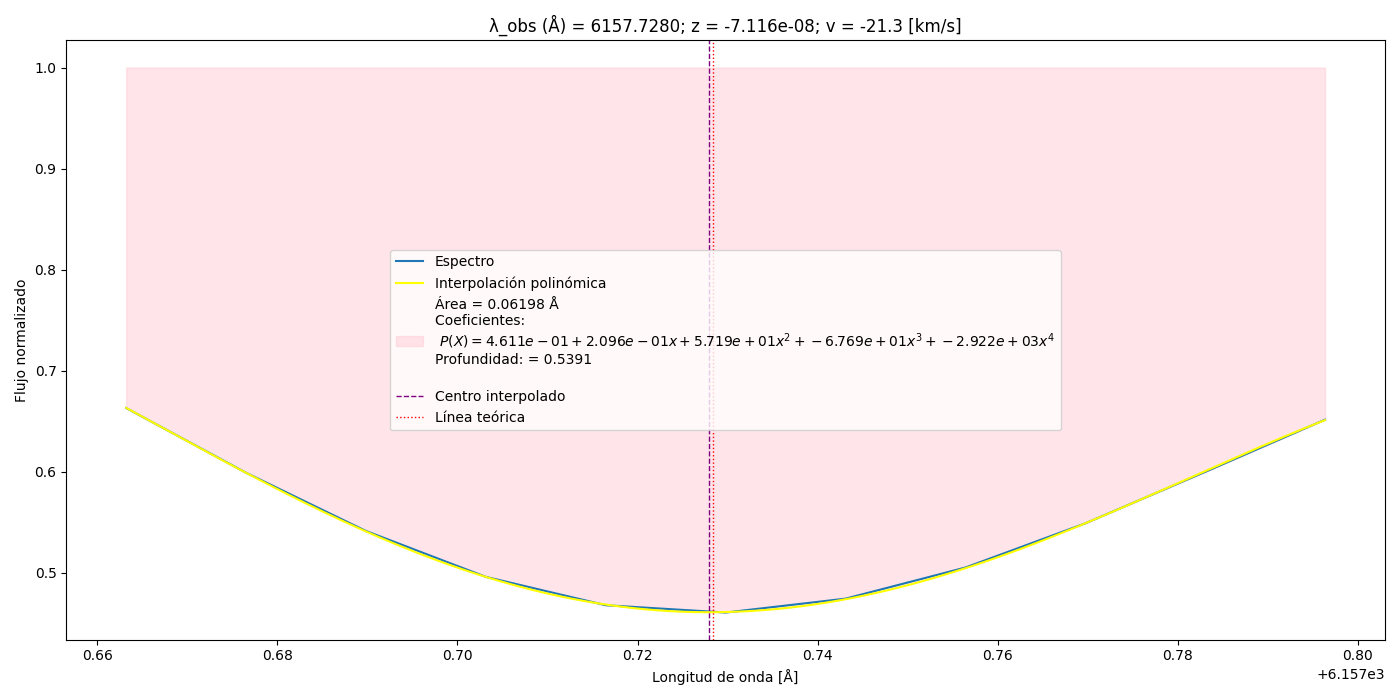 λ_obs (Å) = 6157.7280; z = -7.116e-08; v = -21.3 [km/s]
Flujo normalizado
1.0
0.9
0.8
0.7
0.6
0.5
Espectro
Interpolación polinómica
Área = 0.06198 Å
Coeficientes:
P(X) = 4.611e − 01 + 2.096e − 01x + 5.719e + 01x² + −6.769e + 01x³ + −2.922e + 03x⁴
Profundidad: = 0.5391
Centro interpolado
Línea teórica
0.66 0.68 0.70 0.72 0.74 0.76 0.78 0.80
+6.157e3
Longitud de onda [Å]